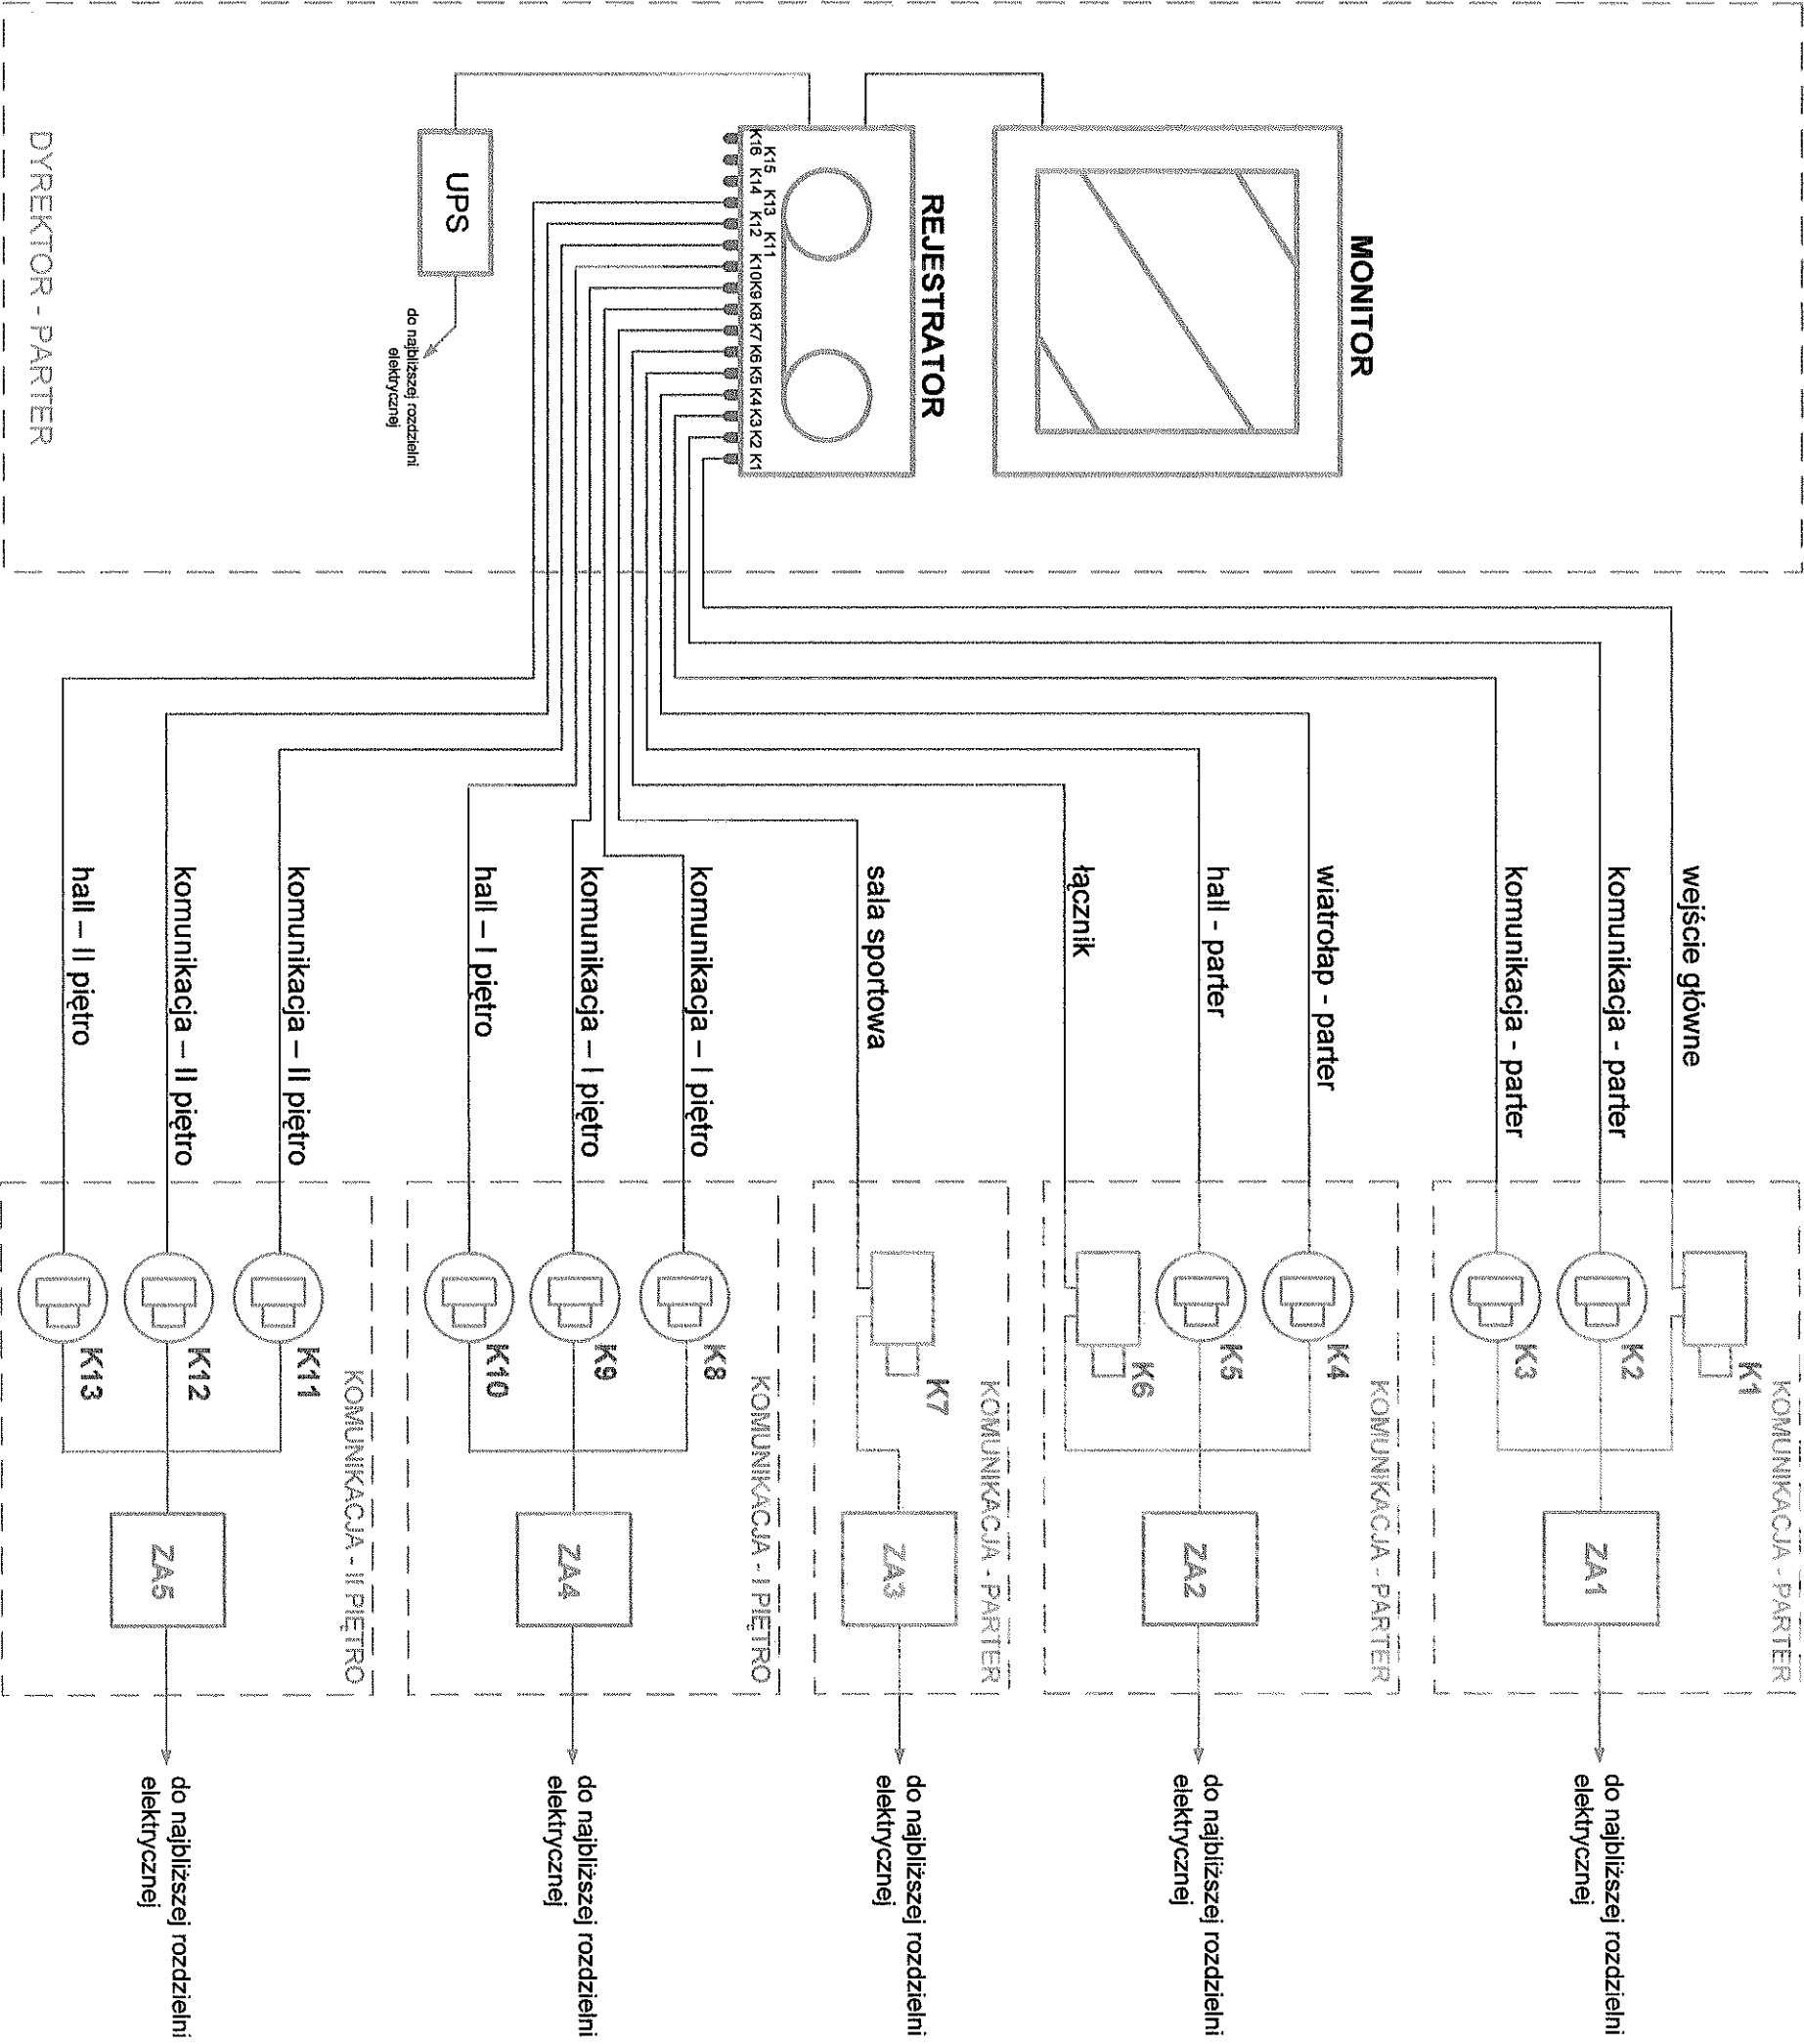 MONITOR
REJESTRATOR
K16
K15
K14
K13
K12
K11
K10
K9
K8
K7
K6
K5
K4
K3
K2
K1
UPS
do najbliższej rozdzielni
elektrycznej
DYREKTOR - PARTER
wejście główne
komunikacja - parter
komunikacja - parter
wiatrołap - parter
hall - parter
łącznik
sala sportowa
komunikacja – I piętro
komunikacja – I piętro
hall – I piętro
komunikacja – II piętro
komunikacja – II piętro
hall – II piętro
KOMUNIKACJA - PARTER
K1
K2
K3
ZA1
do najbliższej rozdzielni
elektrycznej
KOMUNIKACJA - PARTER
K4
K5
K6
ZA2
do najbliższej rozdzielni
elektrycznej
KOMUNIKACJA - PARTER
K7
ZA3
do najbliższej rozdzielni
elektrycznej
KOMUNIKACJA - I PIĘTRO
K8
K9
K10
ZA4
do najbliższej rozdzielni
elektrycznej
KOMUNIKACJA - II PIĘTRO
K11
K12
K13
ZA5
do najbliższej rozdzielni
elektrycznej